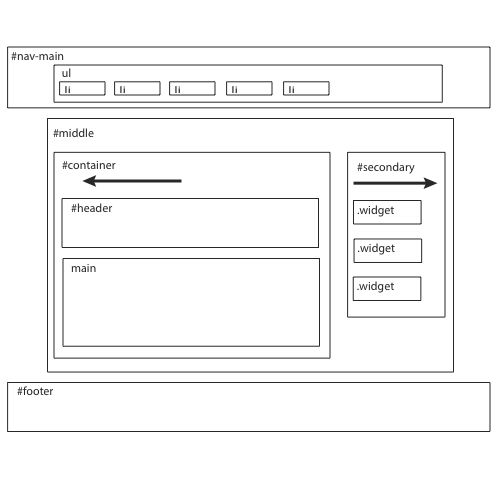 #nav-main
ul
li
li
li
li
li
#middle
#container
#header
main
#secondary
.widget
.widget
.widget
#footer